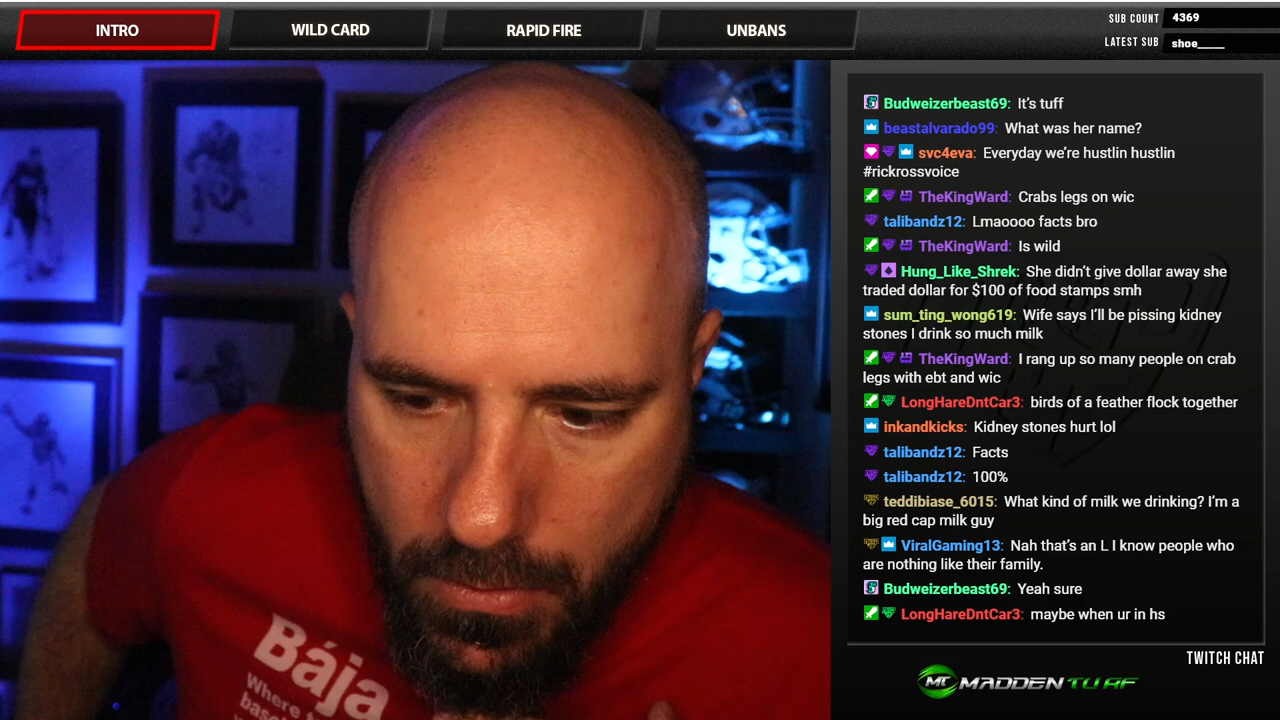 INTRO
WILD CARD
RAPID FIRE
UNBANS
SUB COUNT 4369
LATEST SUB shoe_____
Budweizerbeast69: It's tuff
beastalvarado99: What was her name?
svc4eva: Everyday we're hustlin hustlin
#rickrossvoice
TheKingWard: Crabs legs on wic
talibandz12: Lmaoooo facts bro
TheKingWard: Is wild
Hung_Like_Shrek: She didn't give dollar away she
traded dollar for $100 of food stamps smh
sum_ting_wong619: Wife says I'll be pissing kidney
stones I drink so much milk
TheKingWard: I rang up so many people on crab
legs with ebt and wic
LongHareDntCar3: birds of a feather flock together
inkandkicks: Kidney stones hurt lol
talibandz12: Facts
talibandz12: 100%
teddibiase_6015: What kind of milk we drinking? I'm a
big red cap milk guy
ViralGaming13: Nah that's an L I know people who
are nothing like their family.
Budweizerbeast69: Yeah sure
LongHareDntCar3: maybe when ur in hs
TWITCH CHAT
MT MADDEN TURF
Bája
Where